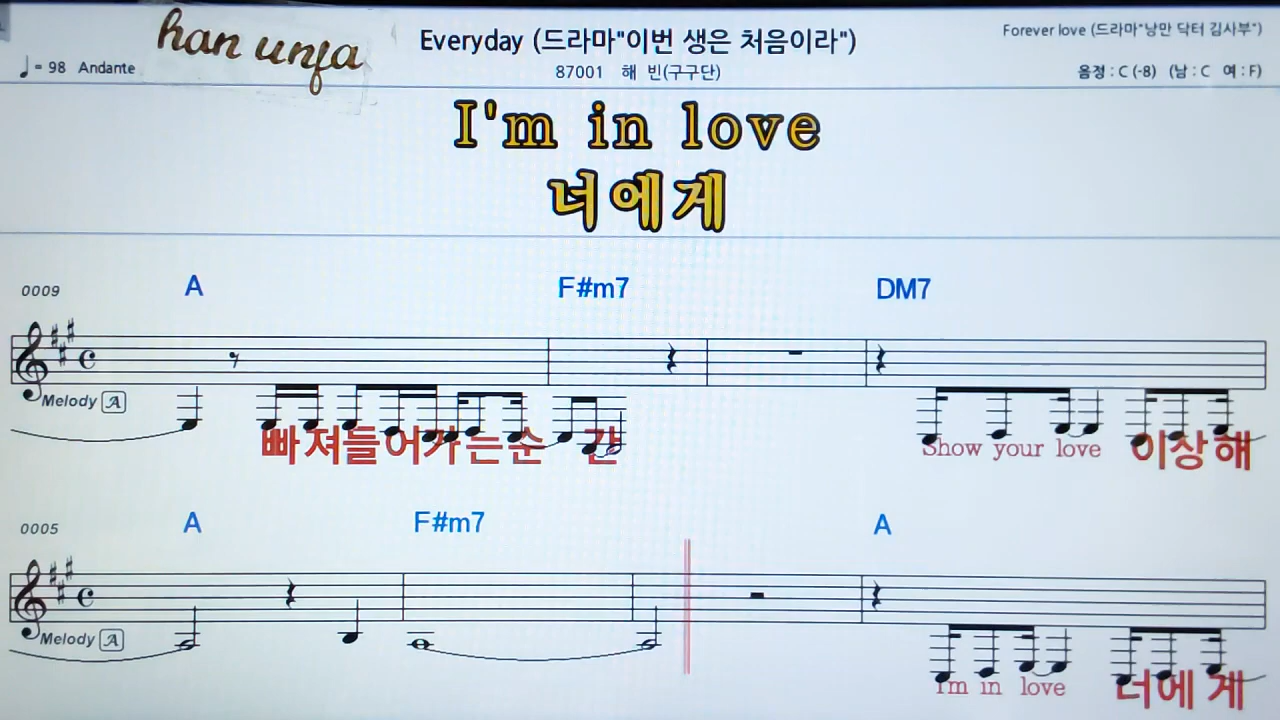 han unfa
Everyday (드라마"이번 생은 처음이라")
Forever love (드라마"낭만 닥터 김사부")
♩= 98 Andante
87001 해 빈(구구단)
음정 : C (-8) (남 : C 여 : F)
I'm in love
너에게
0009 A F#m7 DM7
Melody A
빠져들어가는순 간 Show your love 이상해
0005 A F#m7 A
Melody A
I'm in love 너에게